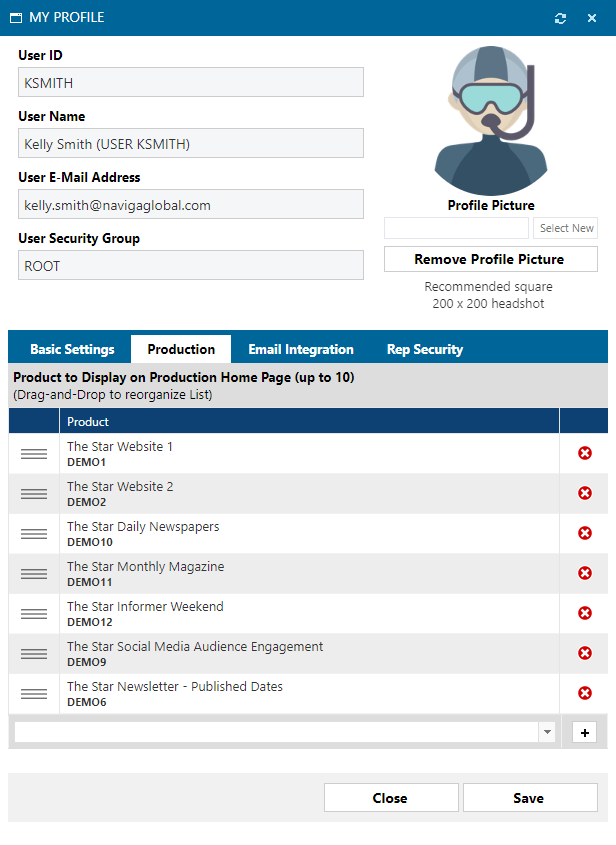 MY PROFILE
User ID
KSMITH
User Name
Kelly Smith (USER KSMITH)
User E-Mail Address
kelly.smith@navigaglobal.com
User Security Group
ROOT
Profile Picture
Select New
Remove Profile Picture
Recommended square
200 x 200 headshot
Basic Settings Production Email Integration Rep Security
Product to Display on Production Home Page (up to 10)
(Drag-and-Drop to reorganize List)
Product
The Star Website 1
DEMO1
The Star Website 2
DEMO2
The Star Daily Newspapers
DEMO10
The Star Monthly Magazine
DEMO11
The Star Informer Weekend
DEMO12
The Star Social Media Audience Engagement
DEMO9
The Star Newsletter - Published Dates
DEMO6
Close Save